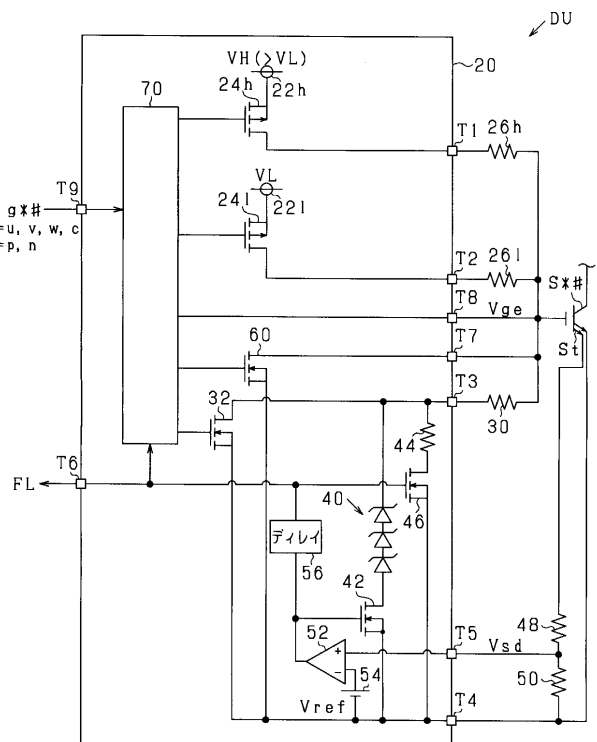 DU
20
VH(>VL)
24h
22h
70
T1
26h
T9
g*#
=u, v, w, c
=p, n
VL
24l
22l
T2
26l
S*#
T8
Vge
St
60
T7
T3
32
30
44
T6
FL
40
46
ディレイ
56
42
52
48
T5
Vsd
54
50
Vref
T4